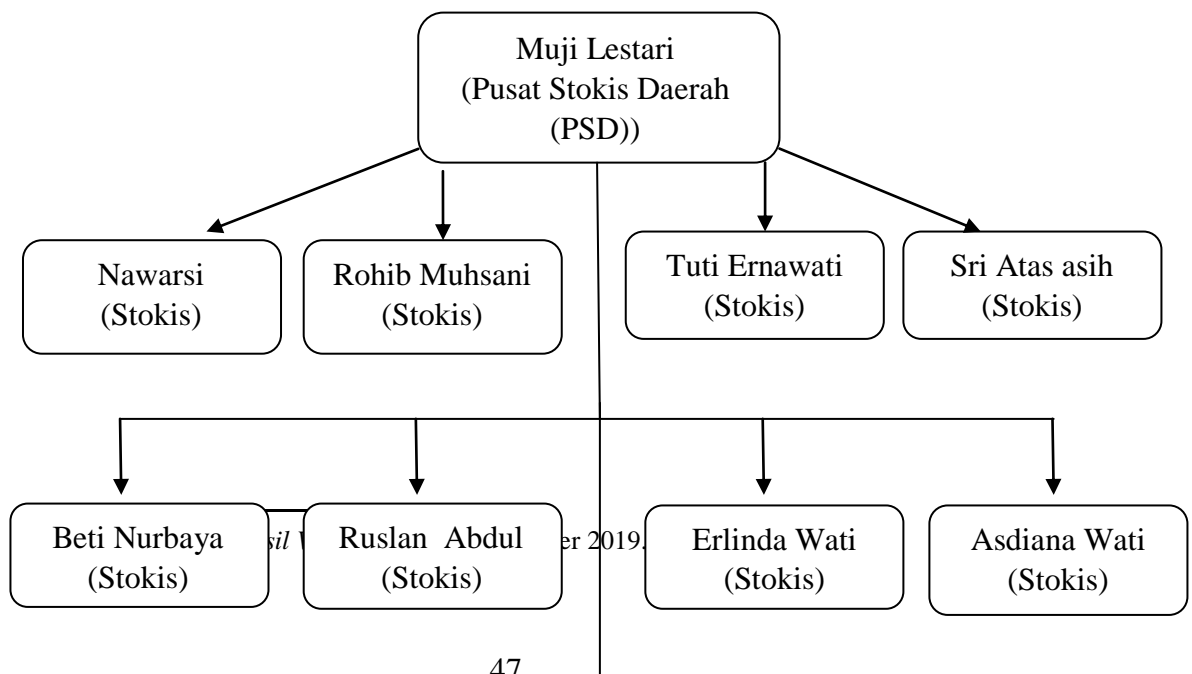 Muji Lestari
(Pusat Stokis Daerah
(PSD))
Nawarsi
(Stokis)
Rohib Muhsani
(Stokis)
Tuti Ernawati
(Stokis)
Sri Atas asih
(Stokis)
Beti Nurbaya
(Stokis)
Ruslan  Abdul
(Stokis)
2019.
Erlinda Wati
(Stokis)
Asdiana Wati
(Stokis)
47